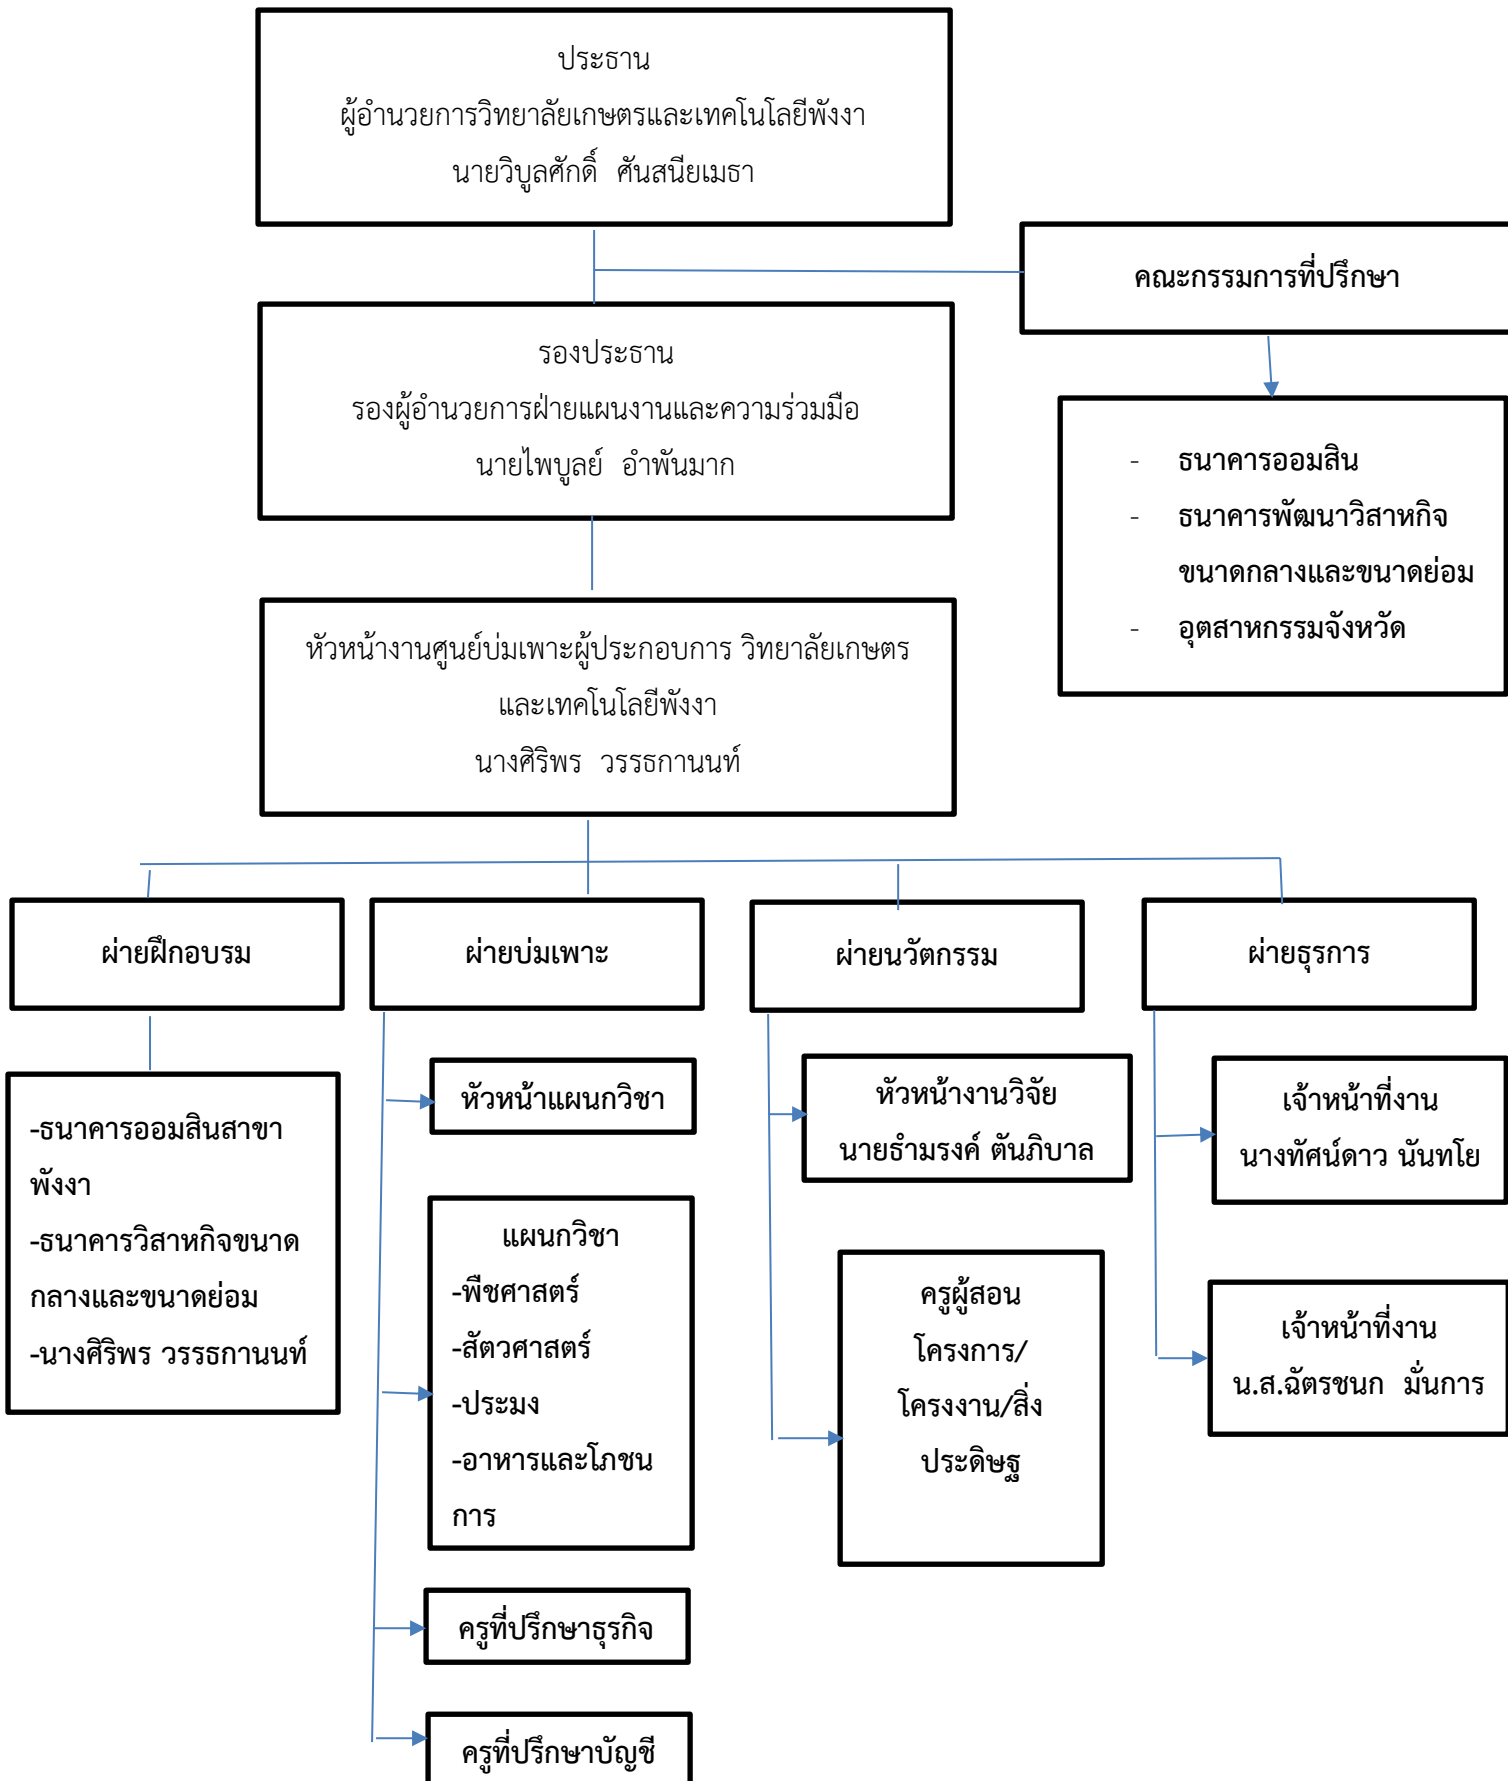 ประธาน
ผู้อำนวยการวิทยาลัยเกษตรและเทคโนโลยีพังงา
นายวิบูลศักดิ์ ศันสนียเมธา
คณะกรรมการที่ปรึกษา
รองประธาน
รองผู้อำนวยการฝ่ายแผนงานและความร่วมมือ
นายไพบูลย์ อำพันมาก
- ธนาคารออมสิน
- ธนาคารพัฒนาวิสาหกิจ
ขนาดกลางและขนาดย่อม
- อุตสาหกรรมจังหวัด
หัวหน้างานศูนย์บ่มเพาะผู้ประกอบการ วิทยาลัยเกษตร
และเทคโนโลยีพังงา
นางศิริพร วรรธกานนท์
ฝ่ายฝึกอบรม
-ธนาคารออมสินสาขา
พังงา
-ธนาคารวิสาหกิจขนาด
กลางและขนาดย่อม
-นางศิริพร วรรธกานนท์
ฝ่ายบ่มเพาะ
หัวหน้าแผนกวิชา
แผนกวิชา
-พืชศาสตร์
-สัตวศาสตร์
-ประมง
-อาหารและโภชน
การ
ครูที่ปรึกษาธุรกิจ
ครูที่ปรึกษาบัญชี
ฝ่ายนวัตกรรม
หัวหน้างานวิจัย
นายธำมรงค์ ตันภิบาล
ครูผู้สอน
โครงการ/
โครงงาน/สิ่ง
ประดิษฐ
ฝ่ายธุรการ
เจ้าหน้าที่งาน
นางทัศน์ดาว นันทโย
เจ้าหน้าที่งาน
น.ส.ฉัตรชนก มั่นการ